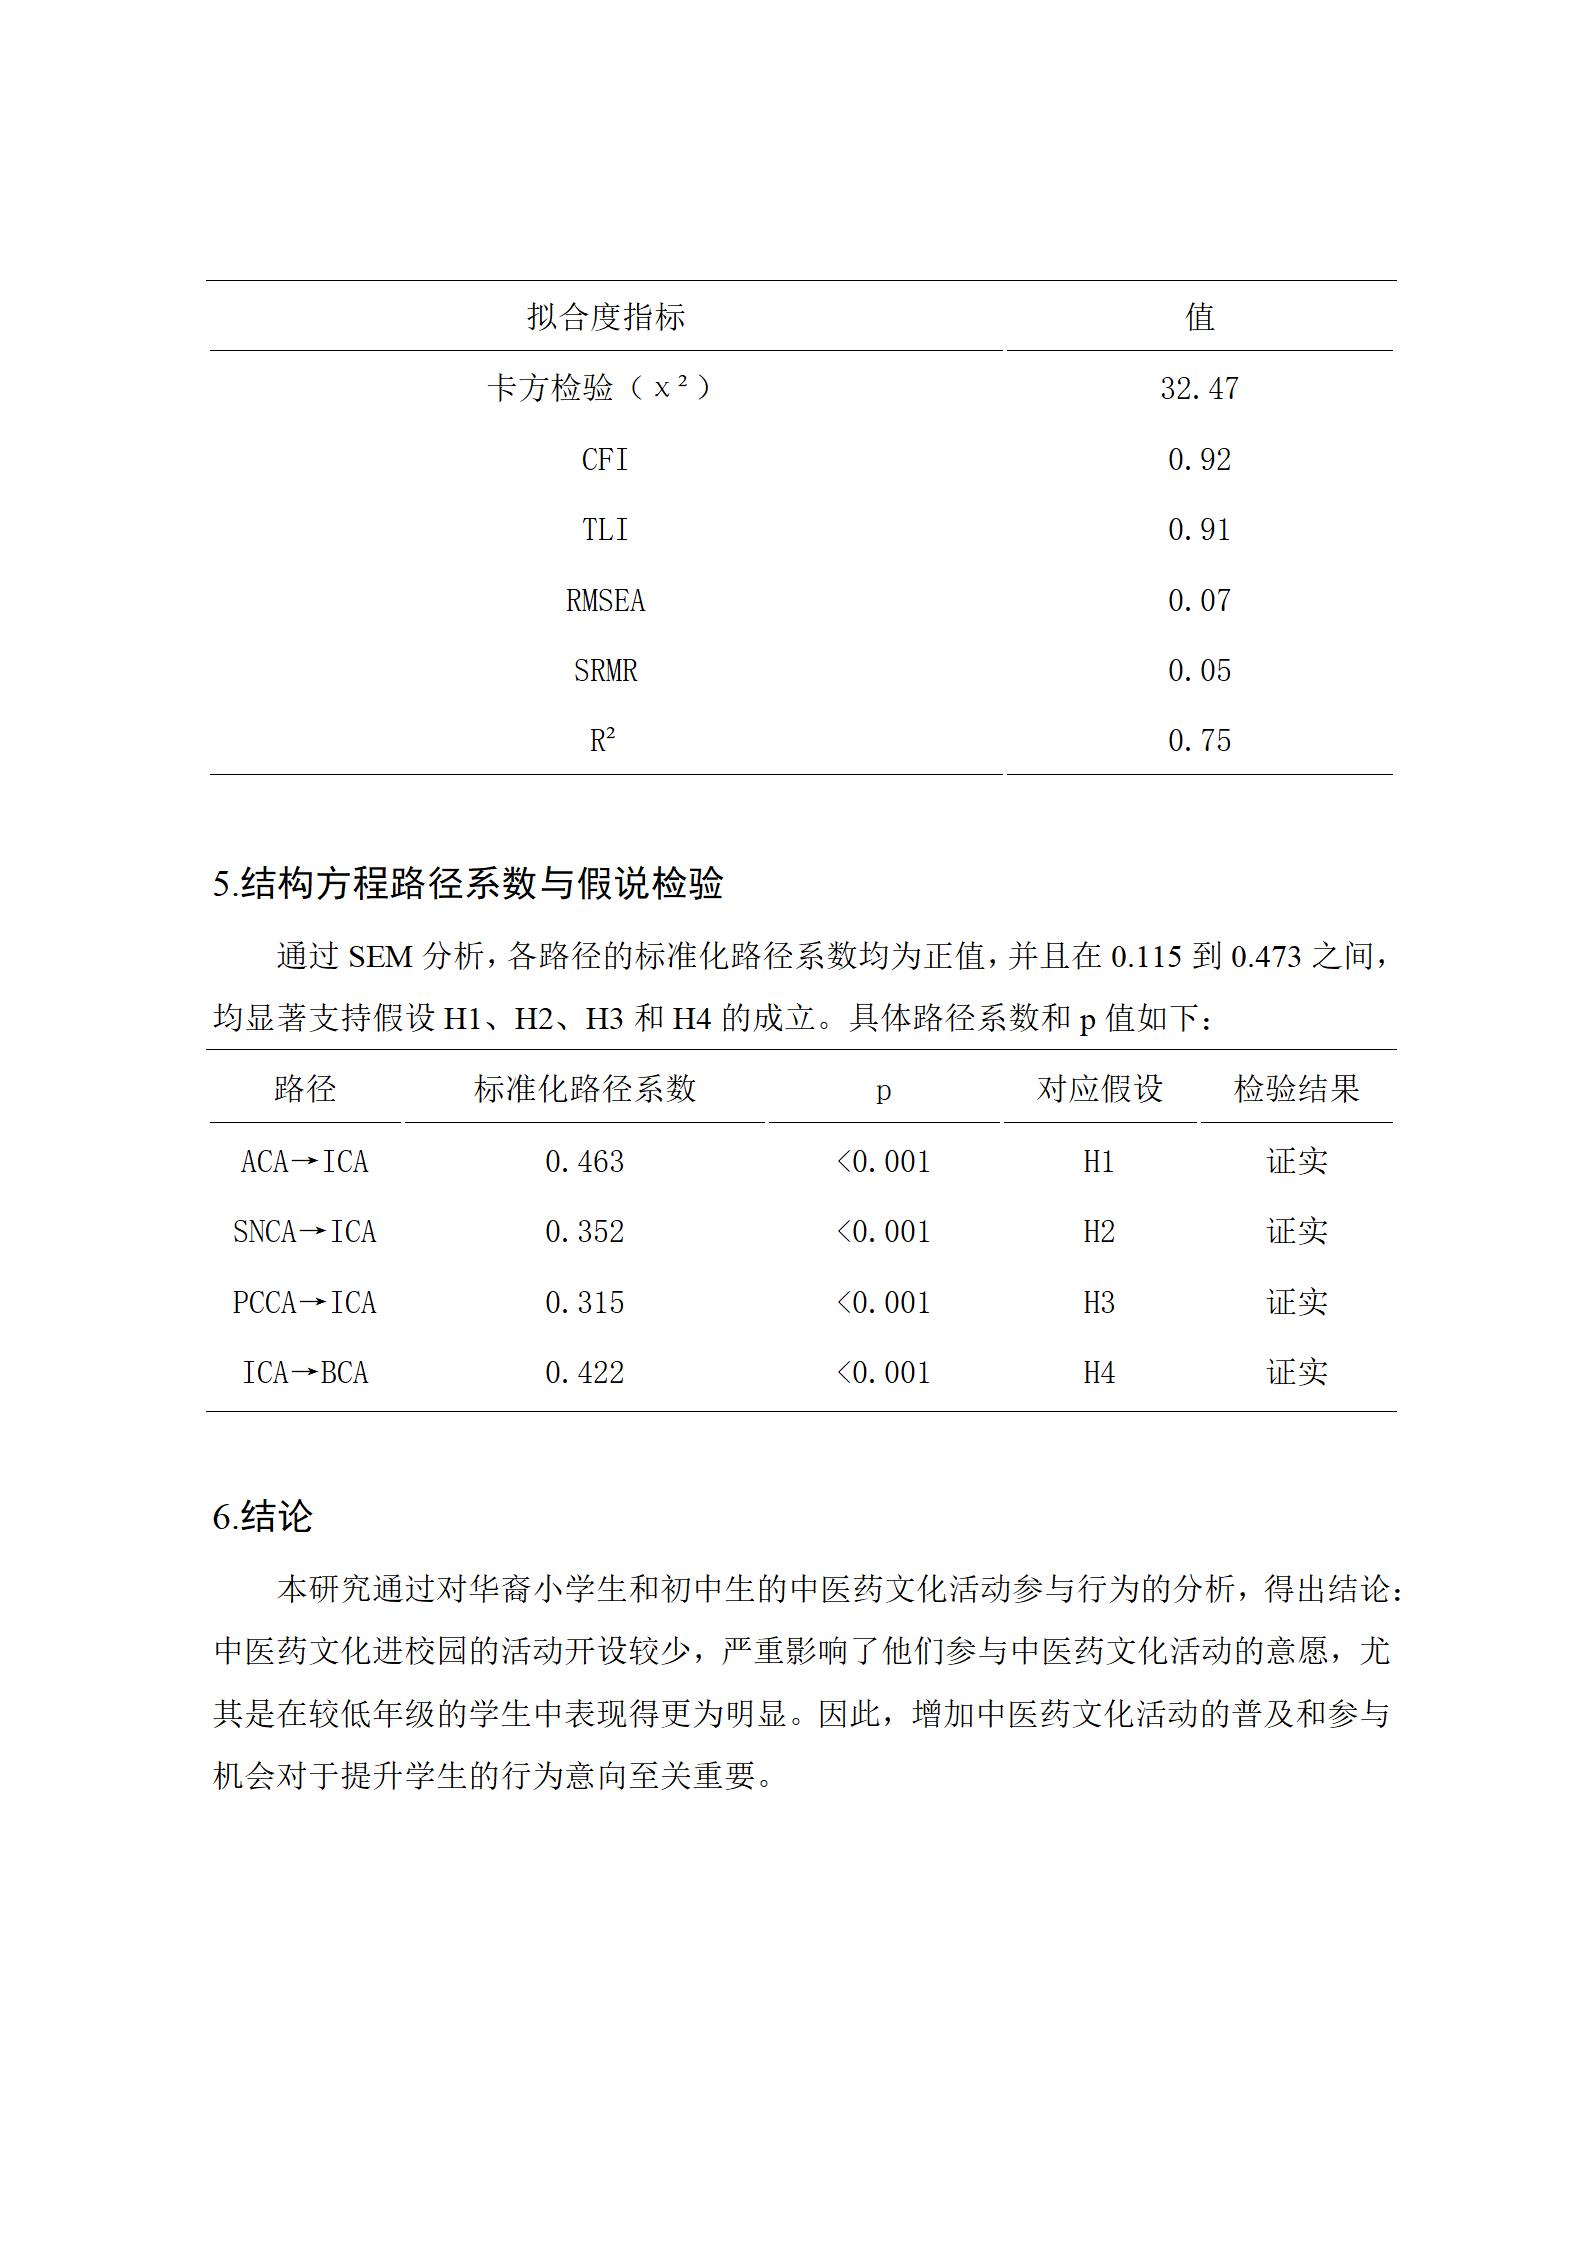 拟合度指标 值
卡方检验（χ²） 32.47
CFI 0.92
TLI 0.91
RMSEA 0.07
SRMR 0.05
R² 0.75
5.结构方程路径系数与假说检验
通过 SEM 分析，各路径的标准化路径系数均为正值，并且在 0.115 到 0.473 之间，
均显著支持假设 H1、H2、H3 和 H4 的成立。具体路径系数和 p 值如下：
路径 标准化路径系数 p 对应假设 检验结果
ACA→ICA 0.463 <0.001 H1 证实
SNCA→ICA 0.352 <0.001 H2 证实
PCCA→ICA 0.315 <0.001 H3 证实
ICA→BCA 0.422 <0.001 H4 证实
6.结论
本研究通过对华裔小学生和初中生的中医药文化活动参与行为的分析，得出结论：
中医药文化进校园的活动开设较少，严重影响了他们参与中医药文化活动的意愿，尤
其是在较低年级的学生中表现得更为明显。因此，增加中医药文化活动的普及和参与
机会对于提升学生的行为意向至关重要。